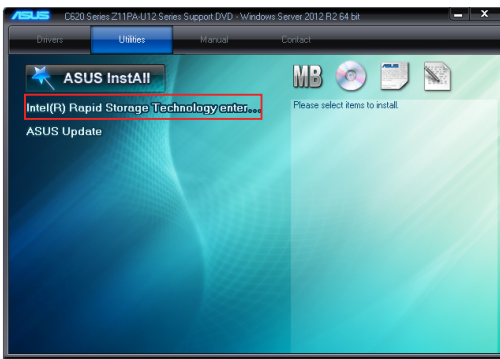 ASUS C620 Series Z11PA-U12 Series Support DVD - Windows Server 2012 R2 64 bit
Drivers Utilities Manual Contact
ASUS InstAll
MB
Intel(R) Rapid Storage Technology enter...
Please select items to install.
ASUS Update